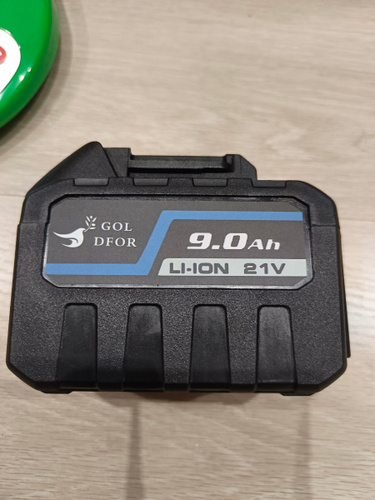 GOL
DFOR
9.0Ah
LI-ION 21V